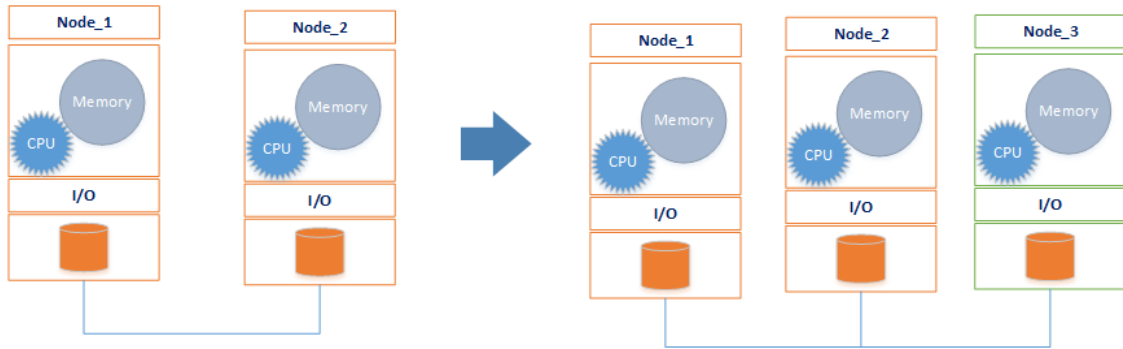 Node_1
Memory
CPU
I/O
Node_2
Memory
CPU
I/O
Node_1
Memory
CPU
I/O
Node_2
Memory
CPU
I/O
Node_3
Memory
CPU
I/O